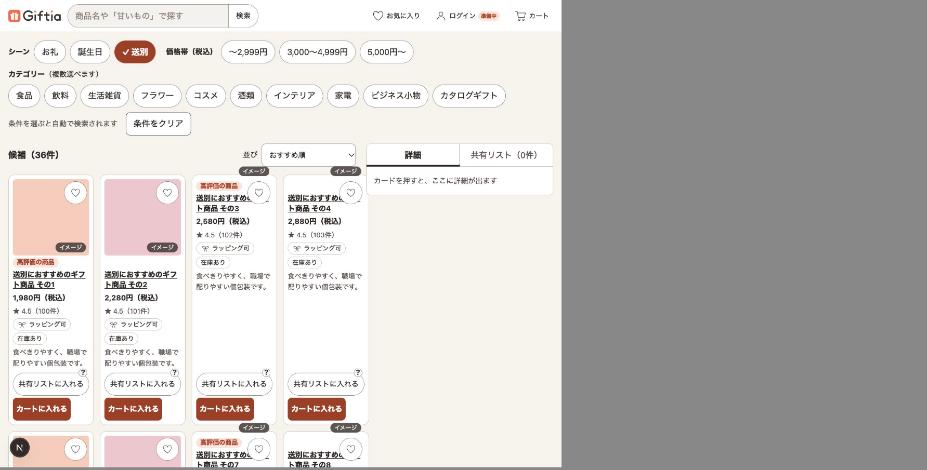 Giftia
商品名や「甘いもの」で探す
検索
お気に入り
ログイン 準備中
カート
シーン お礼 誕生日 ✓ 送別 価格帯（税込） 〜2,999円 3,000〜4,999円 5,000円〜
カテゴリー（複数選べます）
食品 飲料 生活雑貨 フラワー コスメ 酒類 インテリア 家電 ビジネス小物 カタログギフト
条件を選ぶと自動で検索されます 条件をクリア
候補（36件）
並び おすすめ順
詳細 共有リスト（0件）
カードを押すと、ここに詳細が出ます
イメージ
高評価の商品
送別におすすめのギフ
ト商品 その1
1,980円（税込）
★ 4.5（100件）
ラッピング可
在庫あり
食べきりやすく、職場で
配りやすい個包装です。
?
共有リストに入れる
カートに入れる
イメージ
送別におすすめのギフ
ト商品 その2
2,280円（税込）
★ 4.5（101件）
ラッピング可
在庫あり
食べきりやすく、職場で
配りやすい個包装です。
?
共有リストに入れる
カートに入れる
イメージ
高評価の商品
送別におすすめの
ト商品 その3
2,580円（税込）
★ 4.5（102件）
ラッピング可
在庫あり
食べきりやすく、職場で
配りやすい個包装です。
?
共有リストに入れる
カートに入れる
イメージ
送別におすすめの
ト商品 その4
2,880円（税込）
★ 4.5（103件）
ラッピング可
在庫あり
食べきりやすく、職場で
配りやすい個包装です。
?
共有リストに入れる
カートに入れる
N
イメージ
高評価の商品
送別におすすめの
ト商品 その7
イメージ
送別におすすめの
ト商品 その8